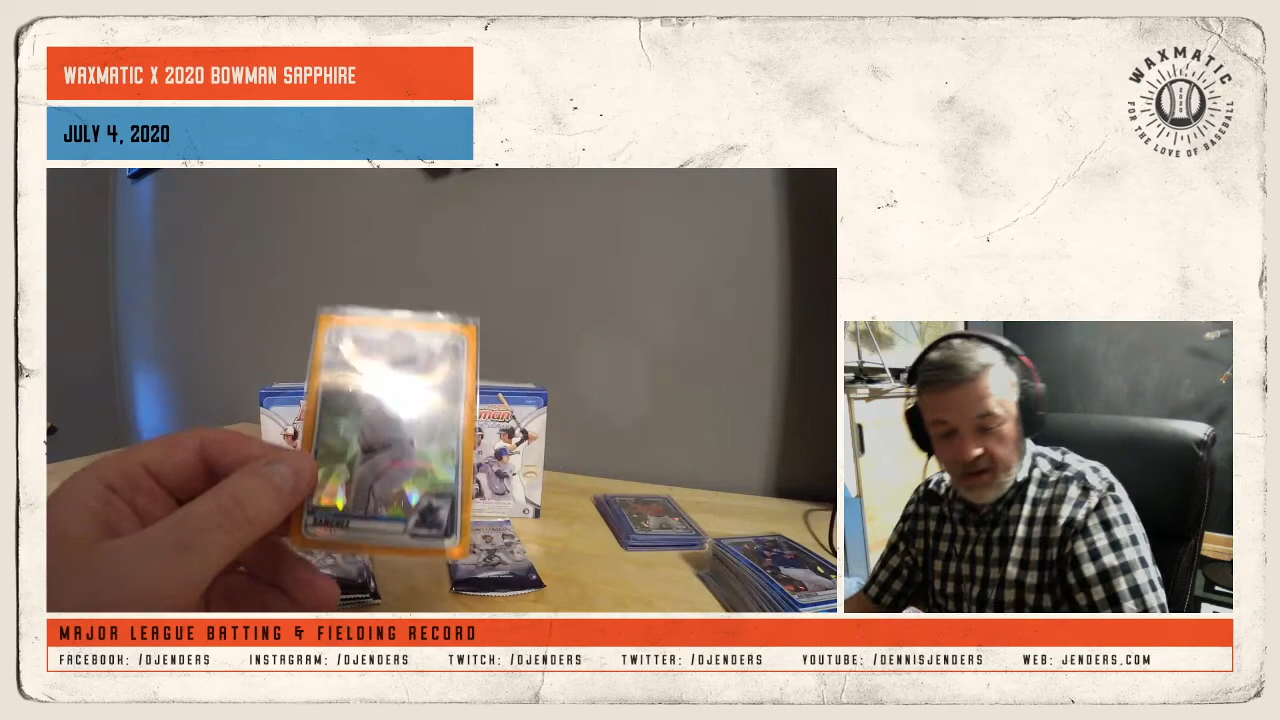 WAXMATIC X 2020 BOWMAN SAPPHIRE
JULY 4, 2020
WAXMATIC
2020
FOR THE LOVE OF BASEBALL
MAJOR LEAGUE BATTING & FIELDING RECORD
FACEBOOK: /DJENDERS INSTAGRAM: /DJENDERS TWITCH: /DJENDERS TWITTER: /DJENDERS YOUTUBE: /DENNISJENDERS WEB: JENDERS.COM